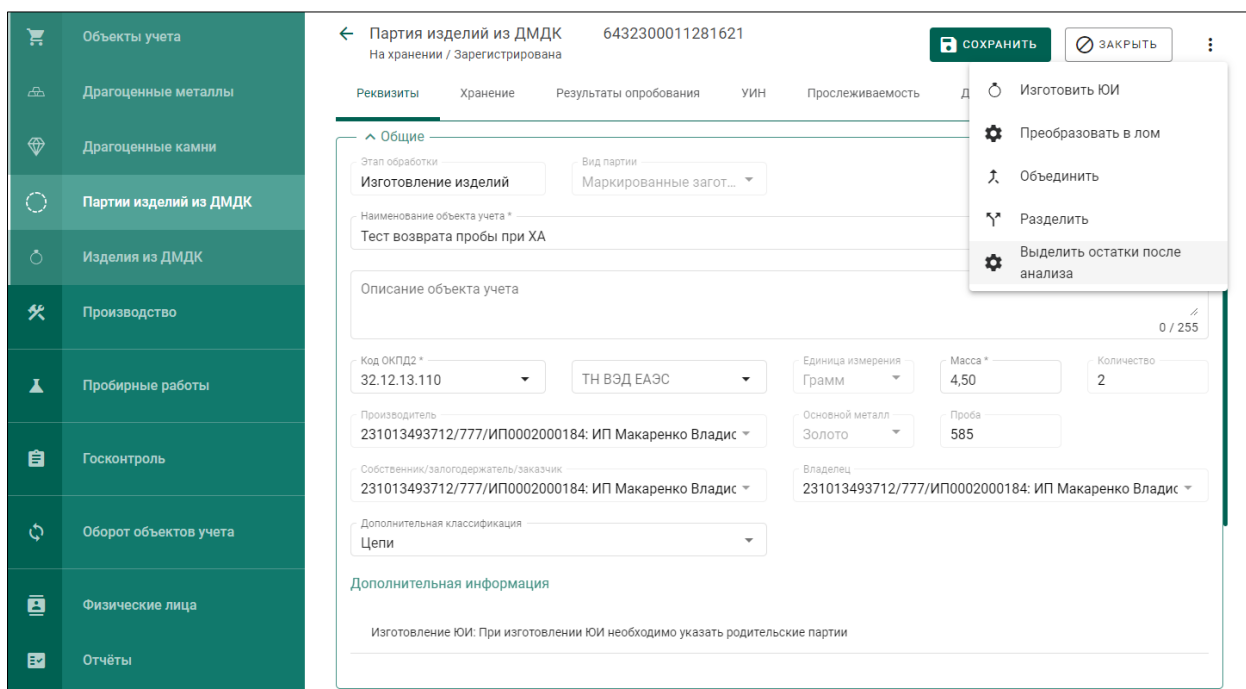 Объекты учета
Драгоценные металлы
Драгоценные камни
Партии изделий из ДМДК
Изделия из ДМДК
Производство
Пробирные работы
Госконтроль
Оборот объектов учета
Физические лица
Отчёты
Партия изделий из ДМДК 6432300011281621
На хранении / Зарегистрирована
СОХРАНИТЬ
ЗАКРЫТЬ
Реквизиты Хранение Результаты опробования УИН Прослеживаемость Д
Изготовить ЮИ
Преобразовать в лом
Объединить
Разделить
Выделить остатки после
анализа
Общие
Этап обработки Вид партии
Изготовление изделий Маркированные загот...
Наименование объекта учета *
Тест возврата пробы при ХА
Описание объекта учета
0 / 255
Код ОКПД2 * Единица измерения Масса * Количество
32.12.13.110 ТН ВЭД ЕАЭС Грамм 4,50 2
Производитель Основной металл Проба
231013493712/777/ИП0002000184: ИП Макаренко Владис Золото 585
Собственник/залогодержатель/заказчик Владелец
231013493712/777/ИП0002000184: ИП Макаренко Владис 231013493712/777/ИП0002000184: ИП Макаренко Владис
Дополнительная классификация
Цепи
Дополнительная информация
Изготовление ЮИ: При изготовлении ЮИ необходимо указать родительские партии